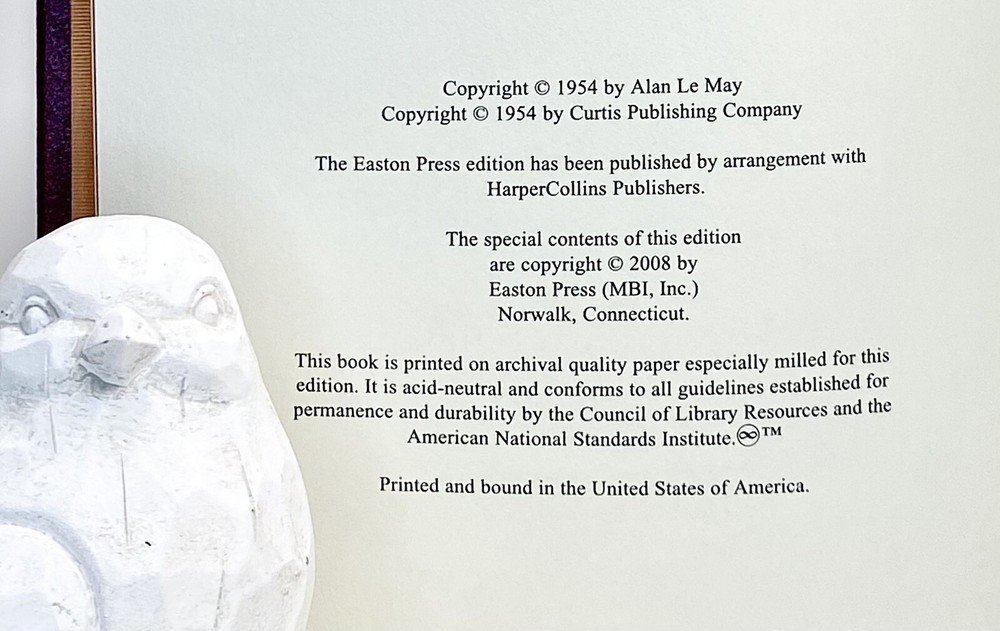 Copyright © 1954 by Alan Le May
Copyright © 1954 by Curtis Publishing Company
The Easton Press edition has been published by arrangement with
HarperCollins Publishers.
The special contents of this edition
are copyright © 2008 by
Easton Press (MBI, Inc.)
Norwalk, Connecticut.
This book is printed on archival quality paper especially milled for this
edition. It is acid-neutral and conforms to all guidelines established for
permanence and durability by the Council of Library Resources and the
American National Standards Institute.♾™
Printed and bound in the United States of America.